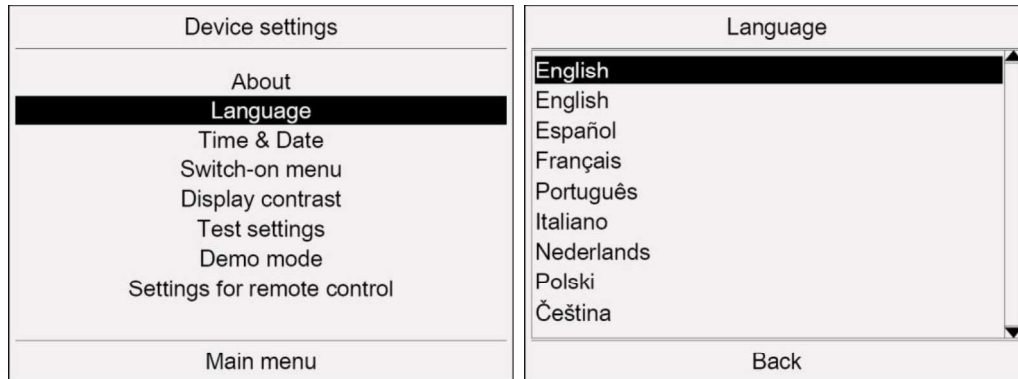 Device settings
About
Language
Time & Date
Switch-on menu
Display contrast
Test settings
Demo mode
Settings for remote control
Main menu
Language
English
English
Español
Français
Português
Italiano
Nederlands
Polski
Čeština
Back